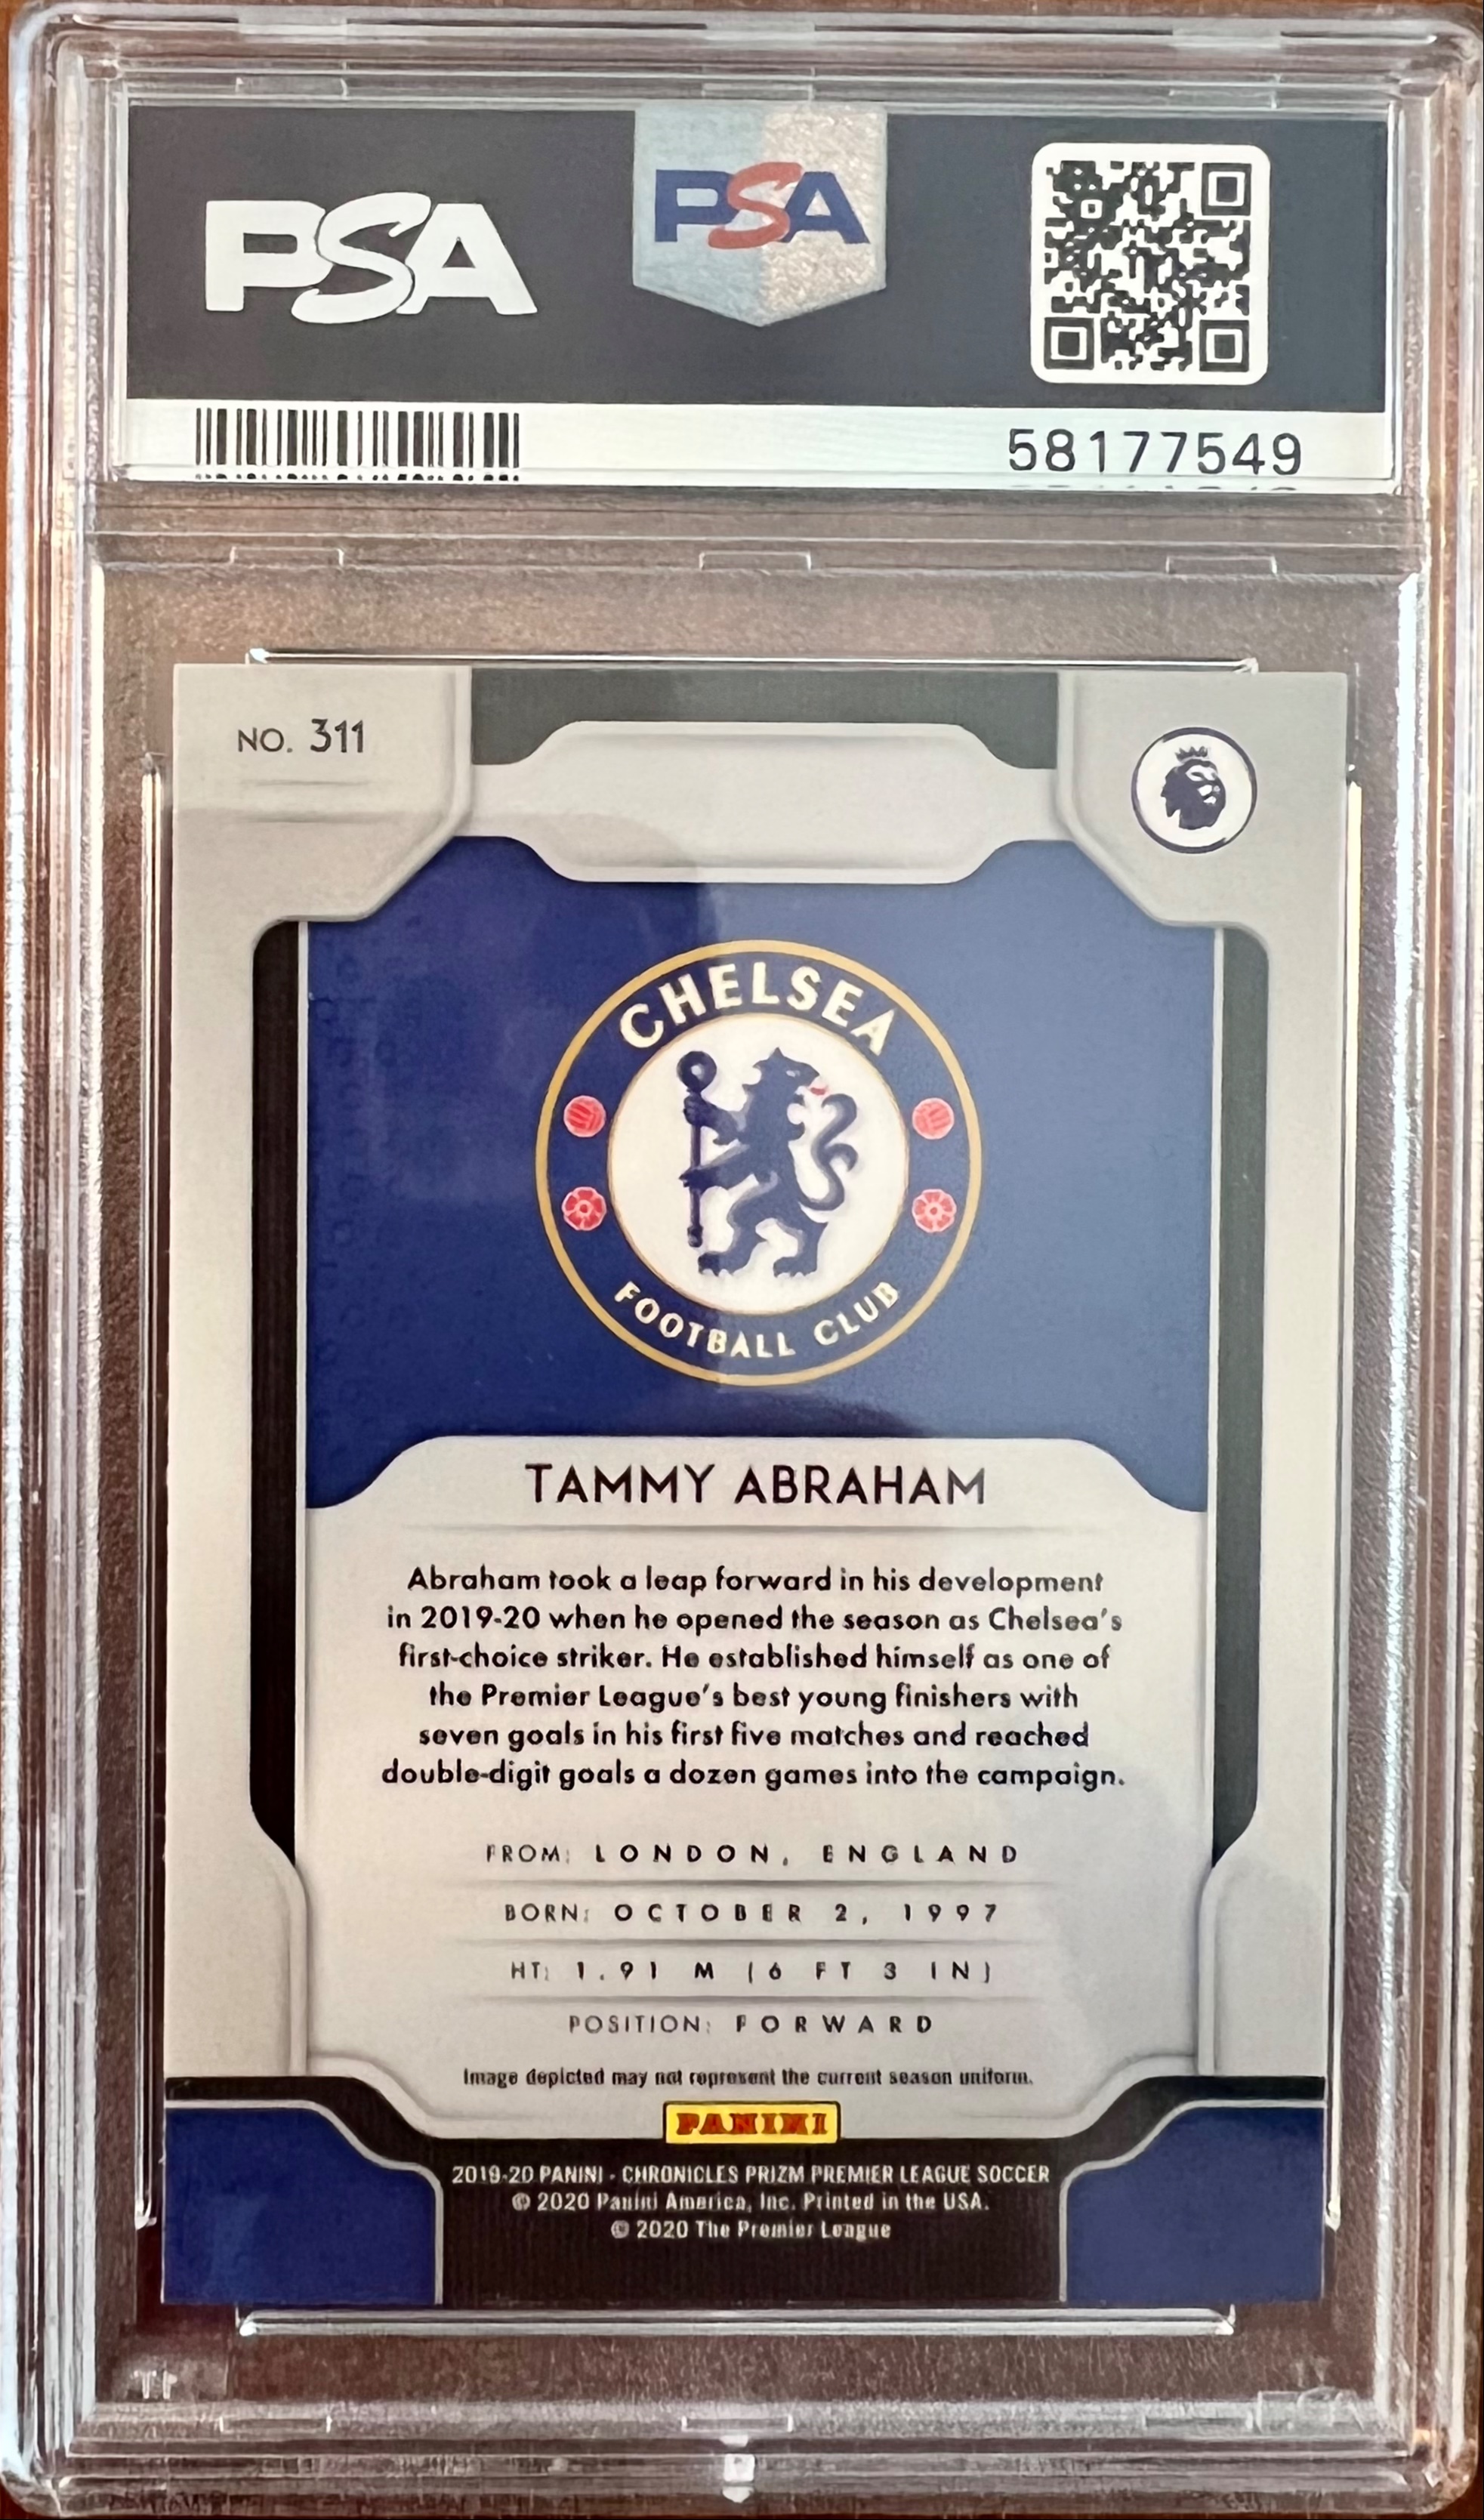 PSA
PSA
58177549
NO. 311
CHELSEA
FOOTBALL CLUB
TAMMY ABRAHAM
Abraham took a leap forward in his development
in 2019-20 when he opened the season as Chelsea's
first-choice striker. He established himself as one of
the Premier League's best young finishers with
seven goals in his first five matches and reached
double-digit goals a dozen games into the campaign.
FROM: LONDON, ENGLAND
BORN: OCTOBER 2, 1997
HT: 1.91 M (6 FT 3 IN)
POSITION: FORWARD
Image depicted may not represent the current season uniform.
PANINI
2019-20 PANINI - CHRONICLES PRIZM PREMIER LEAGUE SOCCER
© 2020 Panini America, Inc. Printed in the USA.
© 2020 The Premier League